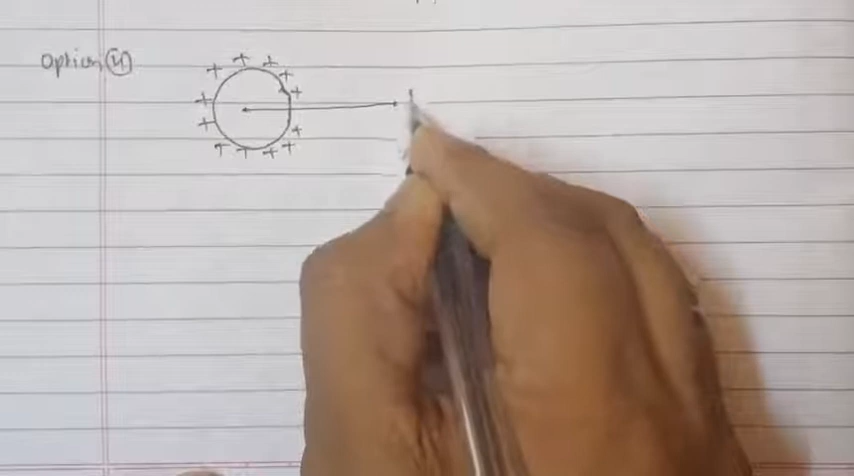 Option (4)
+ + + + + + + + + + + + +